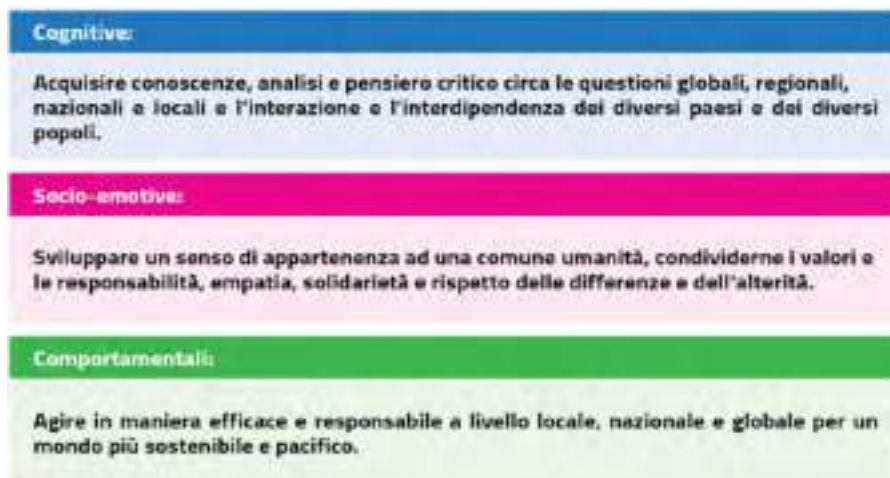 Cognitive:
Acquisire conoscenze, analisi e pensiero critico circa le questioni globali, regionali,
nazionali e locali e l'interazione e l'interdipendenza dei diversi paesi e dei diversi
popoli.
Socio-emotive:
Sviluppare un senso di appartenenza ad una comune umanità, condividerne i valori e
le responsabilità, empatia, solidarietà e rispetto delle differenze e dell'alterità.
Comportamentali:
Agire in maniera efficace e responsabile a livello locale, nazionale e globale per un
mondo più sostenibile e pacifico.